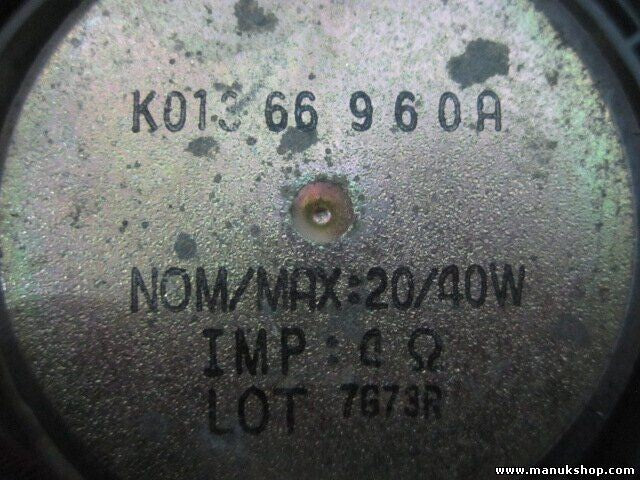 K013 66 960A
NOM/MAX:20/40W
IMP: 4 Ω
LOT 7G73R
www.manukshop.com